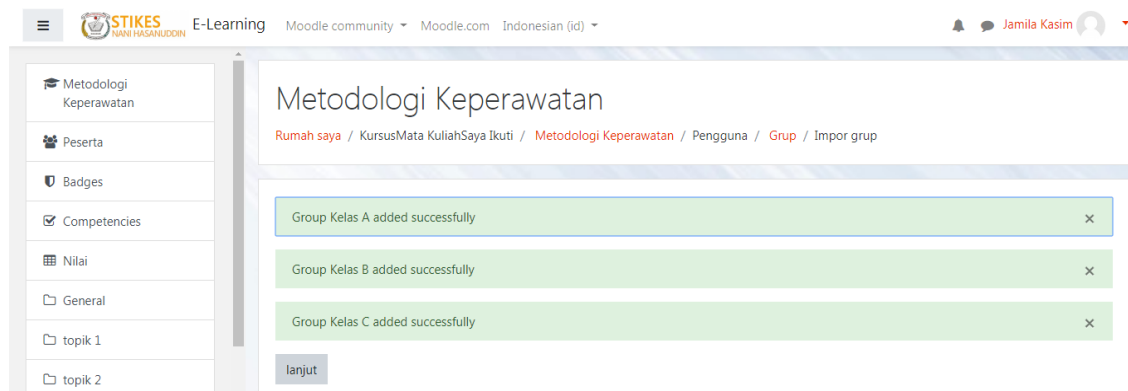 STIKES
NANI HASANUDDIN
E-Learning Moodle community Moodle.com Indonesian (id) Jamila Kasim
Metodologi
Keperawatan
Peserta
Badges
Competencies
Nilai
General
topik 1
topik 2
Metodologi Keperawatan
Rumah saya / KursusMata KuliahSaya Ikuti / Metodologi Keperawatan / Pengguna / Grup / Impor grup
Group Kelas A added successfully ×
Group Kelas B added successfully ×
Group Kelas C added successfully ×
lanjut